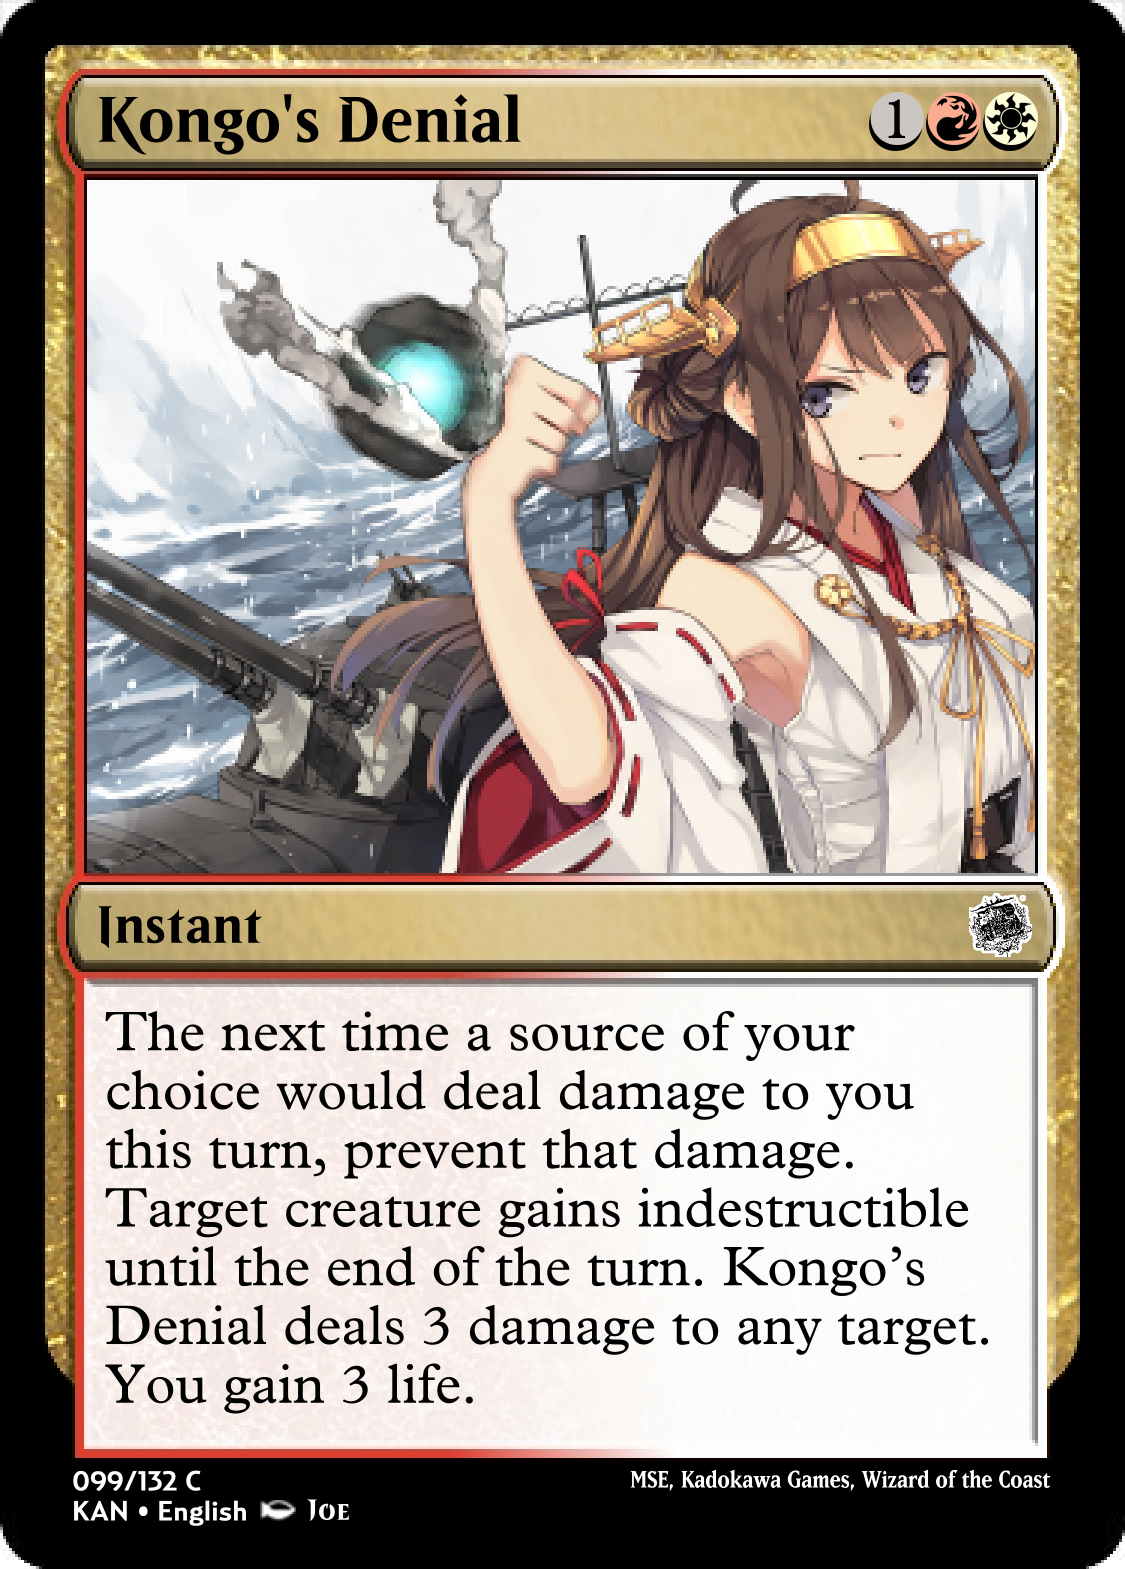 Kongo's Denial 1
Instant
The next time a source of your
choice would deal damage to you
this turn, prevent that damage.
Target creature gains indestructible
until the end of the turn. Kongo’s
Denial deals 3 damage to any target.
You gain 3 life.
099/132 C
MSE, Kadokawa Games, Wizard of the Coast
KAN • English Joe